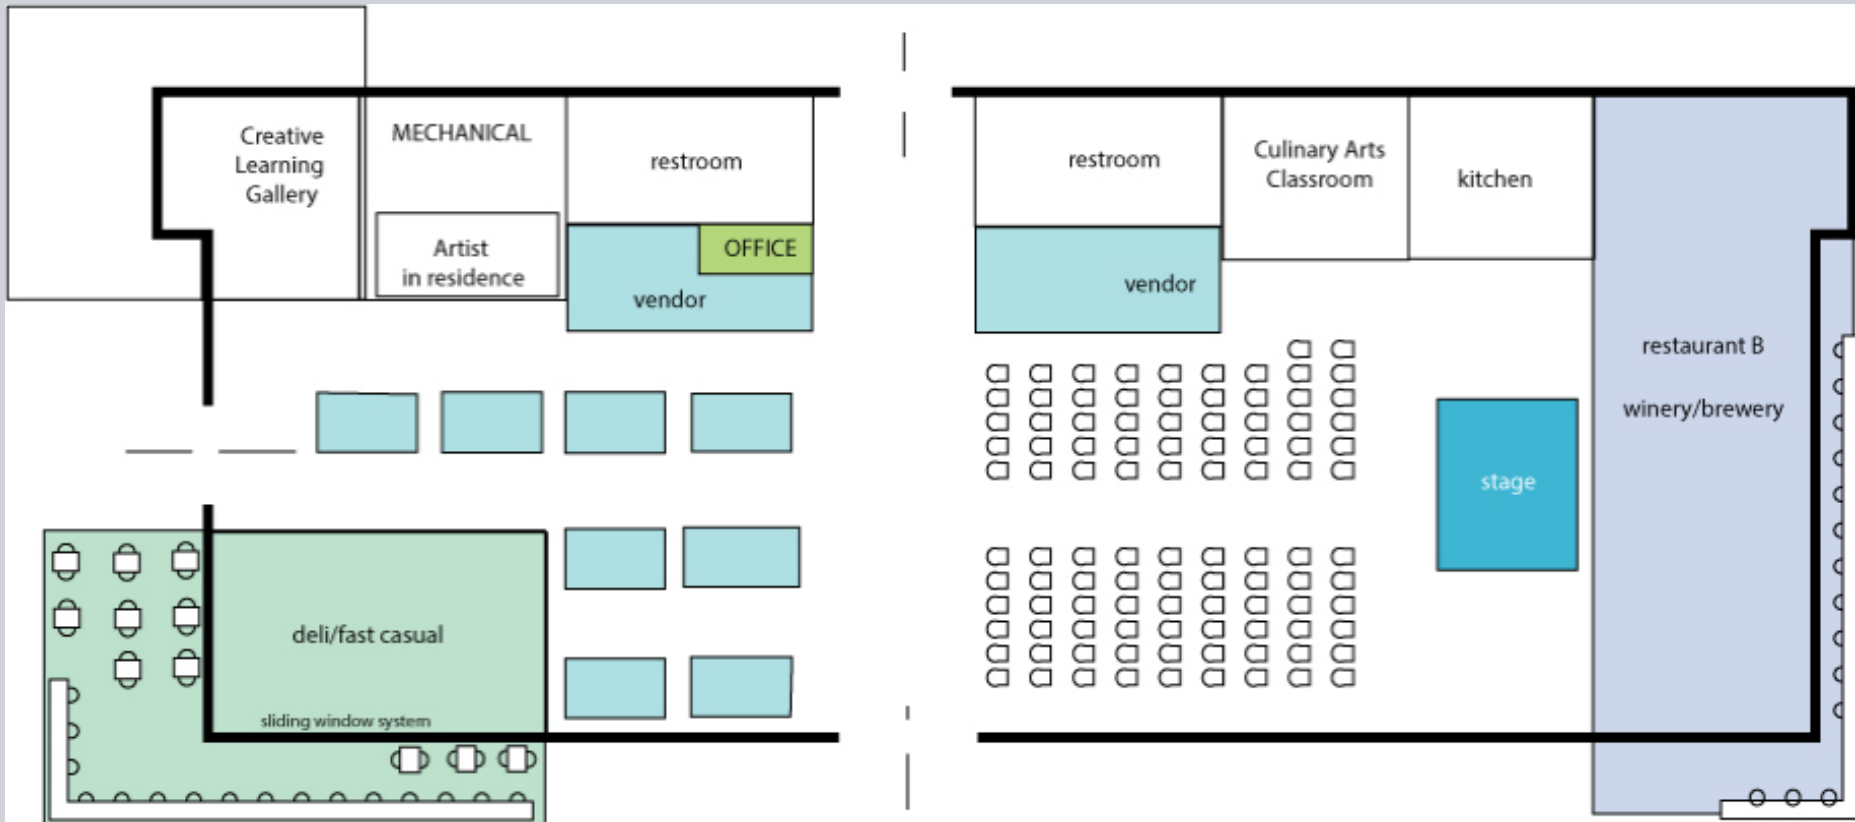 Creative
Learning
Gallery
MECHANICAL
restroom
restroom
Culinary Arts
Classroom
kitchen
Artist
in residence
OFFICE
vendor
vendor
restaurant B
winery/brewery
stage
deli/fast casual
sliding window system